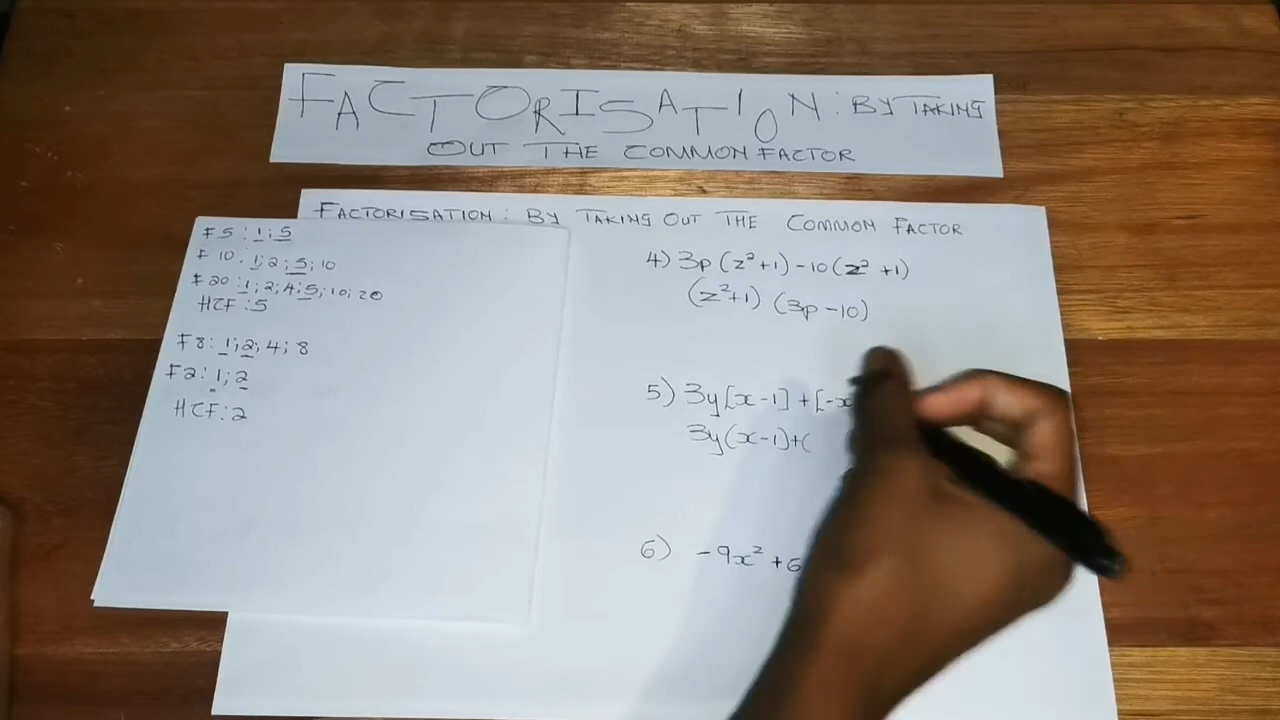 FACTORISATION: BY TAKING
OUT THE COMMON FACTOR
FACTORISATION: BY TAKING OUT THE COMMON FACTOR
F5: 1; 5
F10: 1; 2; 5; 10
F20: 1; 2; 4; 5; 10; 20
HCF: 5
F8: 1; 2; 4; 8
F2: 1; 2
HCF: 2
4) 3p(z²+1)-10(z²+1)
(z²+1) (3p-10)
5) 3y[x-1]+[-x
3y(x-1)+(
6) -9x²+6